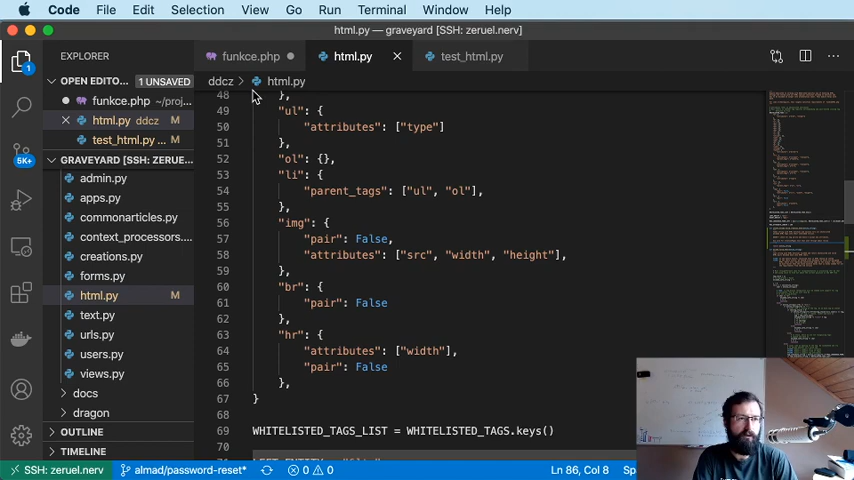 Code File Edit Selection View Go Run Terminal Window Help
html.py — graveyard [SSH: zeruel.nerv]
EXPLORER
funkce.php html.py test_html.py
OPEN EDITO... 1 UNSAVED
ddcz > html.py
funkce.php ~/proj...
html.py ddcz M
test_html.py ... M
GRAVEYARD [SSH: ZERUE...
admin.py
apps.py
commonarticles.py
context_processors....
creations.py
forms.py
html.py M
text.py
urls.py
users.py
views.py
docs
dragon
OUTLINE
TIMELINE
1
5K+
48 },
49 "ul": {
50 "attributes": ["type"]
51 },
52 "ol": {},
53 "li": {
54 "parent_tags": ["ul", "ol"],
55 },
56 "img": {
57 "pair": False,
58 "attributes": ["src", "width", "height"],
59 },
60 "br": {
61 "pair": False
62 },
63 "hr": {
64 "attributes": ["width"],
65 "pair": False
66 },
67 }
68
69 WHITELISTED_TAGS_LIST = WHITELISTED_TAGS.keys()
70
SSH: zeruel.nerv almad/password-reset* 0 0 Ln 86, Col 8